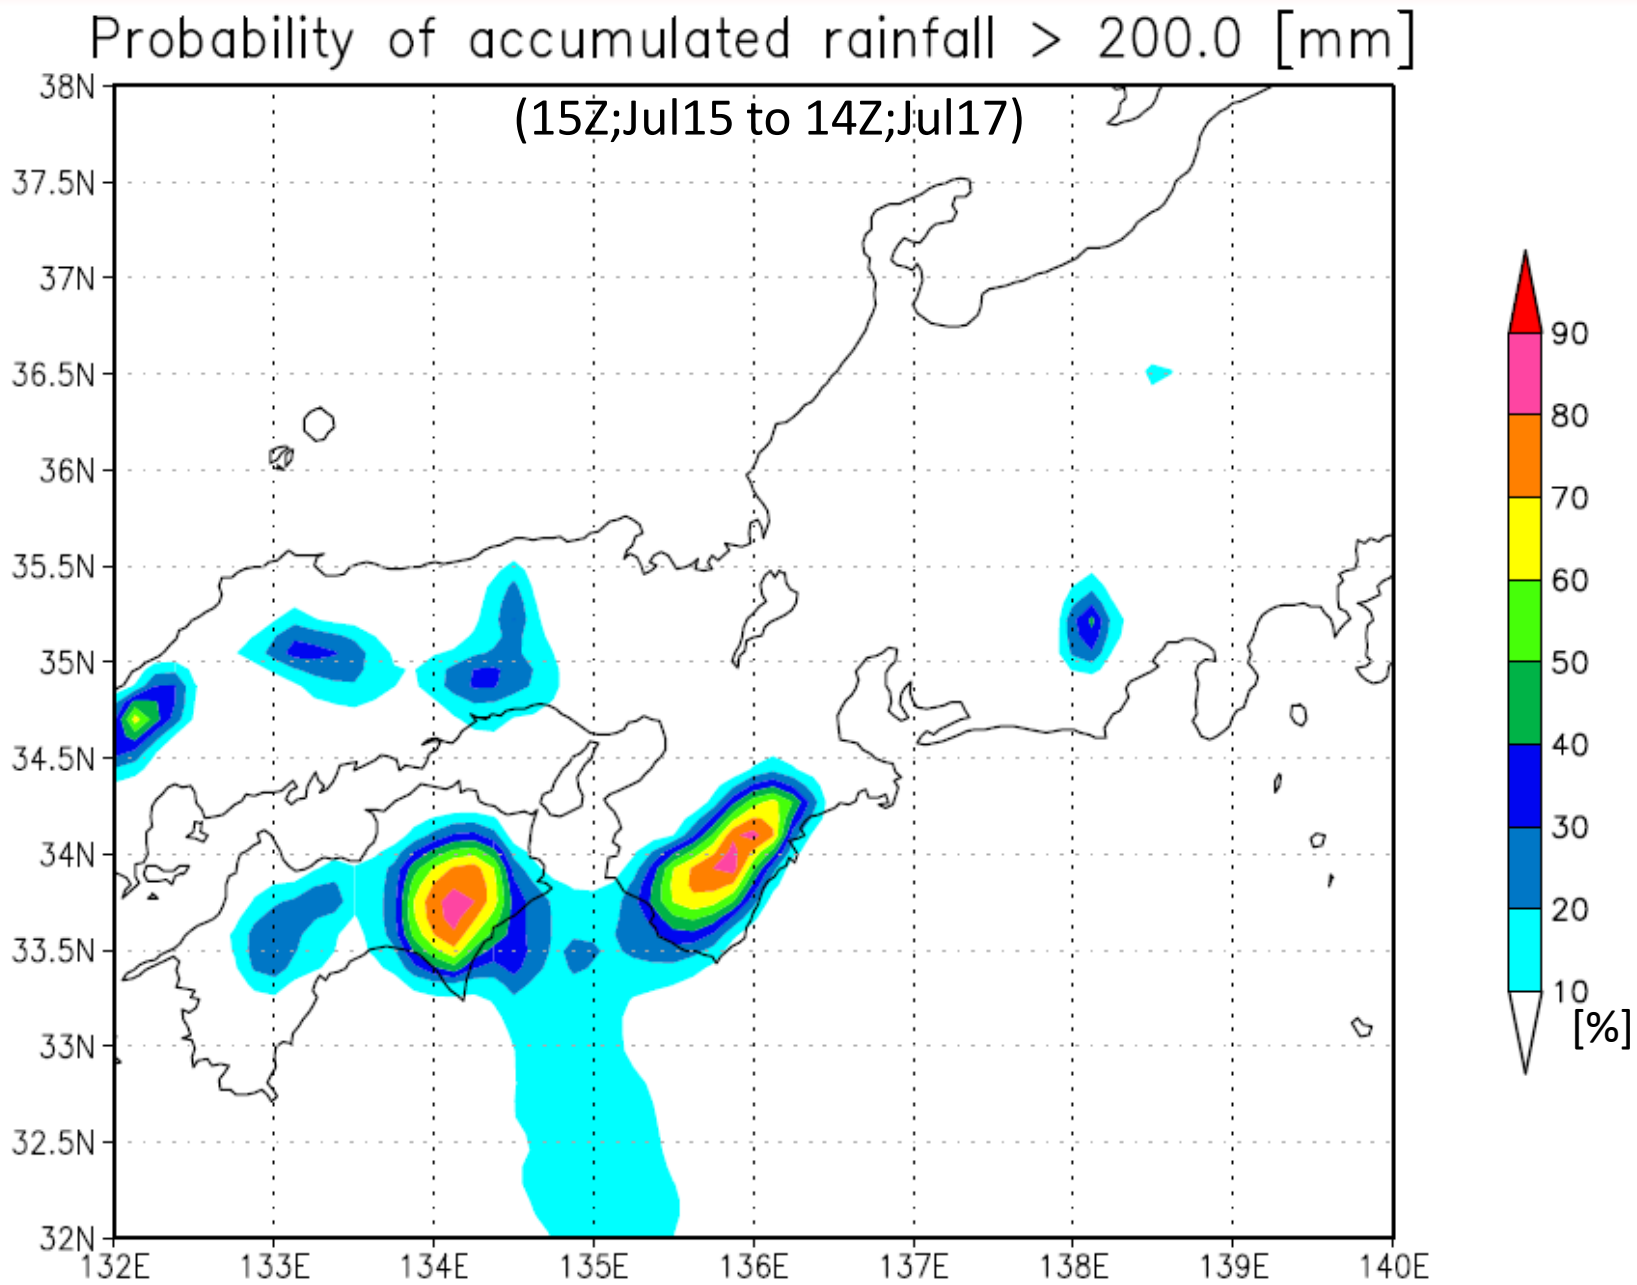 Probability of accumulated rainfall > 200.0 [mm]
(15Z;Jul15 to 14Z;Jul17)
38N
37.5N
37N
36.5N
36N
35.5N
35N
34.5N
34N
33.5N
33N
32.5N
32N
132E 133E 134E 135E 136E 137E 138E 139E 140E
90
80
70
60
50
40
30
20
10
[%]